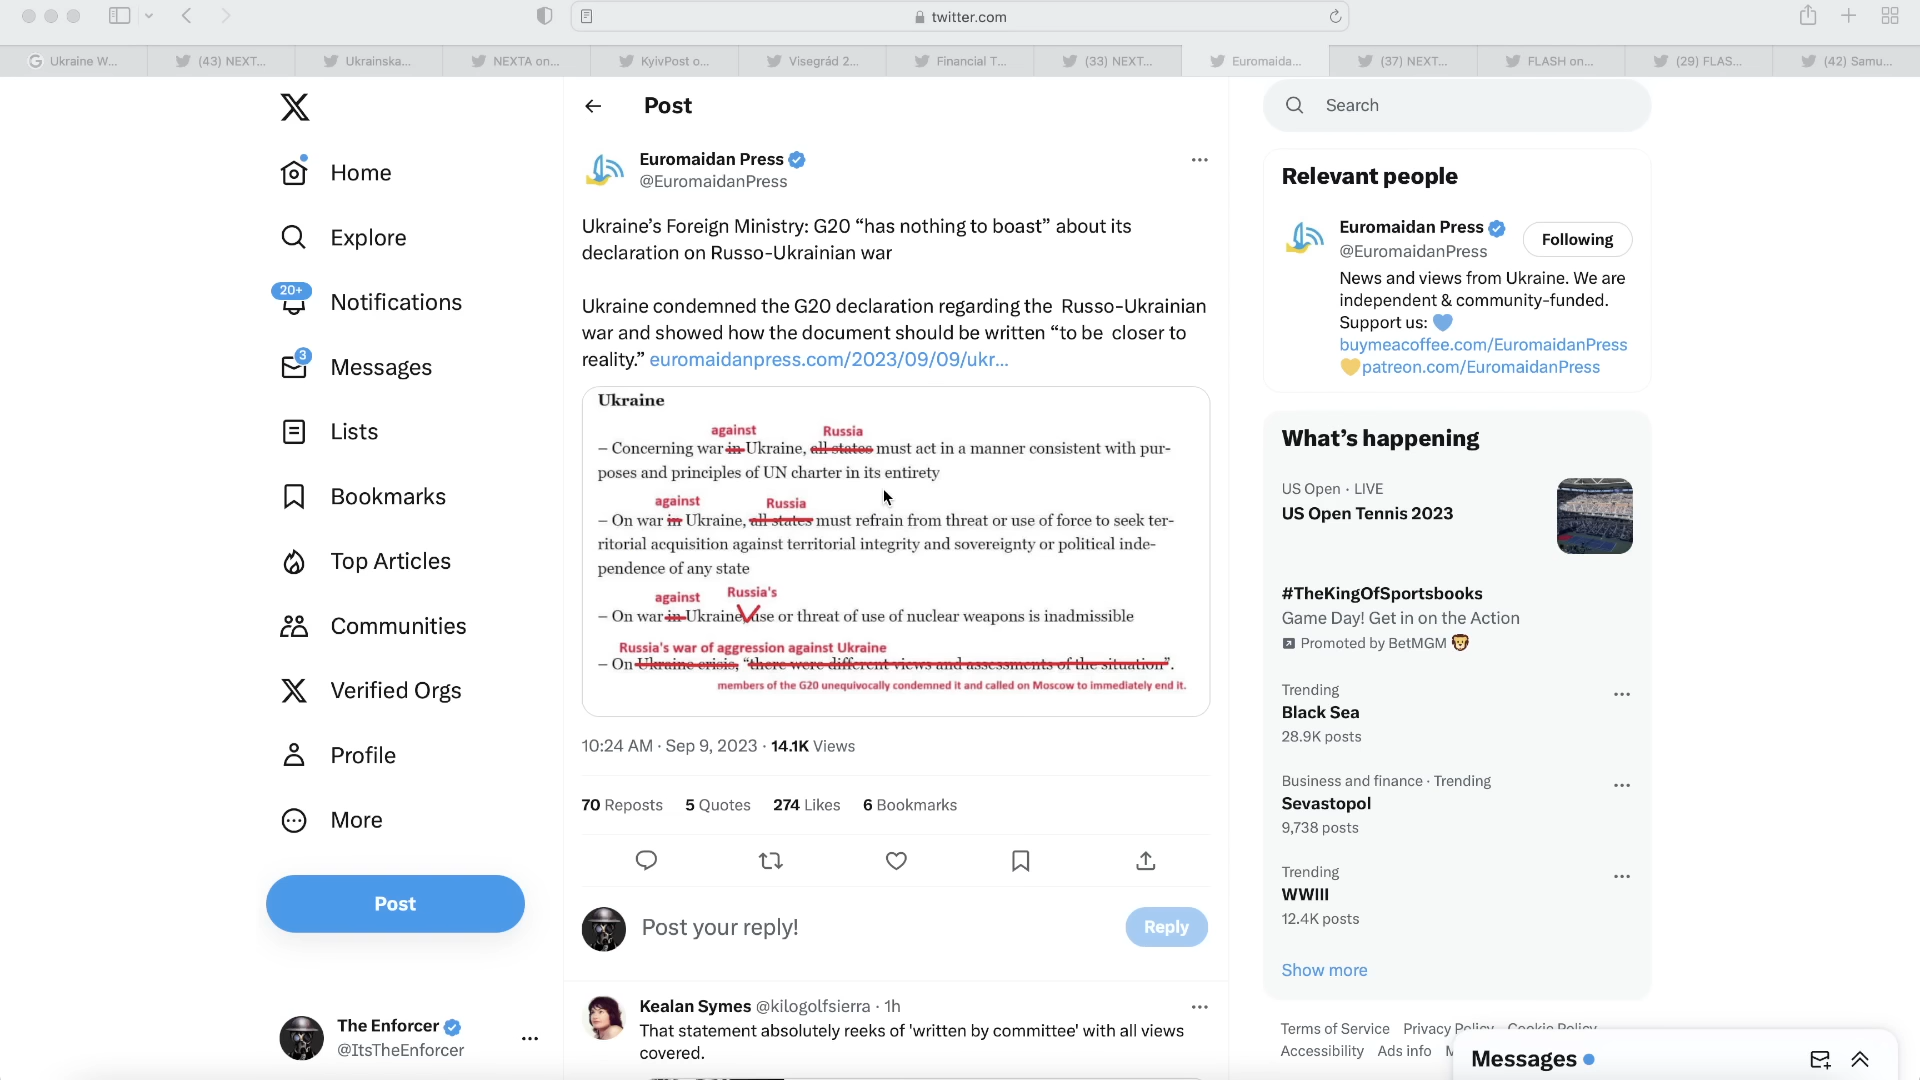 twitter.com
Ukraine W...
(43) NEXT...
Ukrainska...
NEXTA on...
KyivPost o...
Visegrád 2...
Financial T...
(33) NEXT...
Euromaida...
(37) NEXT...
FLASH on...
(29) FLAS...
(42) Samu...
Home
Explore
20+
Notifications
3
Messages
Lists
Bookmarks
Top Articles
Communities
Verified Orgs
Profile
More
Post
The Enforcer
@ItsTheEnforcer
Post
Euromaidan Press
@EuromaidanPress
Ukraine’s Foreign Ministry: G20 “has nothing to boast” about its
declaration on Russo-Ukrainian war
Ukraine condemned the G20 declaration regarding the Russo-Ukrainian
war and showed how the document should be written “to be closer to
reality.” euromaidanpress.com/2023/09/09/ukr...
Ukraine
against Russia
– Concerning war in Ukraine, all states must act in a manner consistent with pur-
poses and principles of UN charter in its entirety
against Russia
– On war in Ukraine, all states must refrain from threat or use of force to seek ter-
ritorial acquisition against territorial integrity and sovereignty or political inde-
pendence of any state
against Russia's
– On war in Ukraine, use or threat of use of nuclear weapons is inadmissible
Russia's war of aggression against Ukraine
– On Ukraine crisis, “there were different views and assessments of the situation”.
members of the G20 unequivocally condemned it and called on Moscow to immediately end it.
10:24 AM · Sep 9, 2023 · 14.1K Views
70 Reposts 5 Quotes 274 Likes 6 Bookmarks
Post your reply!
Reply
Kealan Symes @kilogolfsierra · 1h
That statement absolutely reeks of 'written by committee' with all views
covered.
Search
Relevant people
Euromaidan Press
@EuromaidanPress
Following
News and views from Ukraine. We are
independent & community-funded.
Support us: 💙
buymeacoffee.com/EuromaidanPress
💛patreon.com/EuromaidanPress
What’s happening
US Open · LIVE
US Open Tennis 2023
#TheKingOfSportsbooks
Game Day! Get in on the Action
Promoted by BetMGM
Trending
Black Sea
28.9K posts
Business and finance · Trending
Sevastopol
9,738 posts
Trending
WWIII
12.4K posts
Show more
Terms of Service Privacy Policy Cookie Policy
Accessibility Ads info
Messages